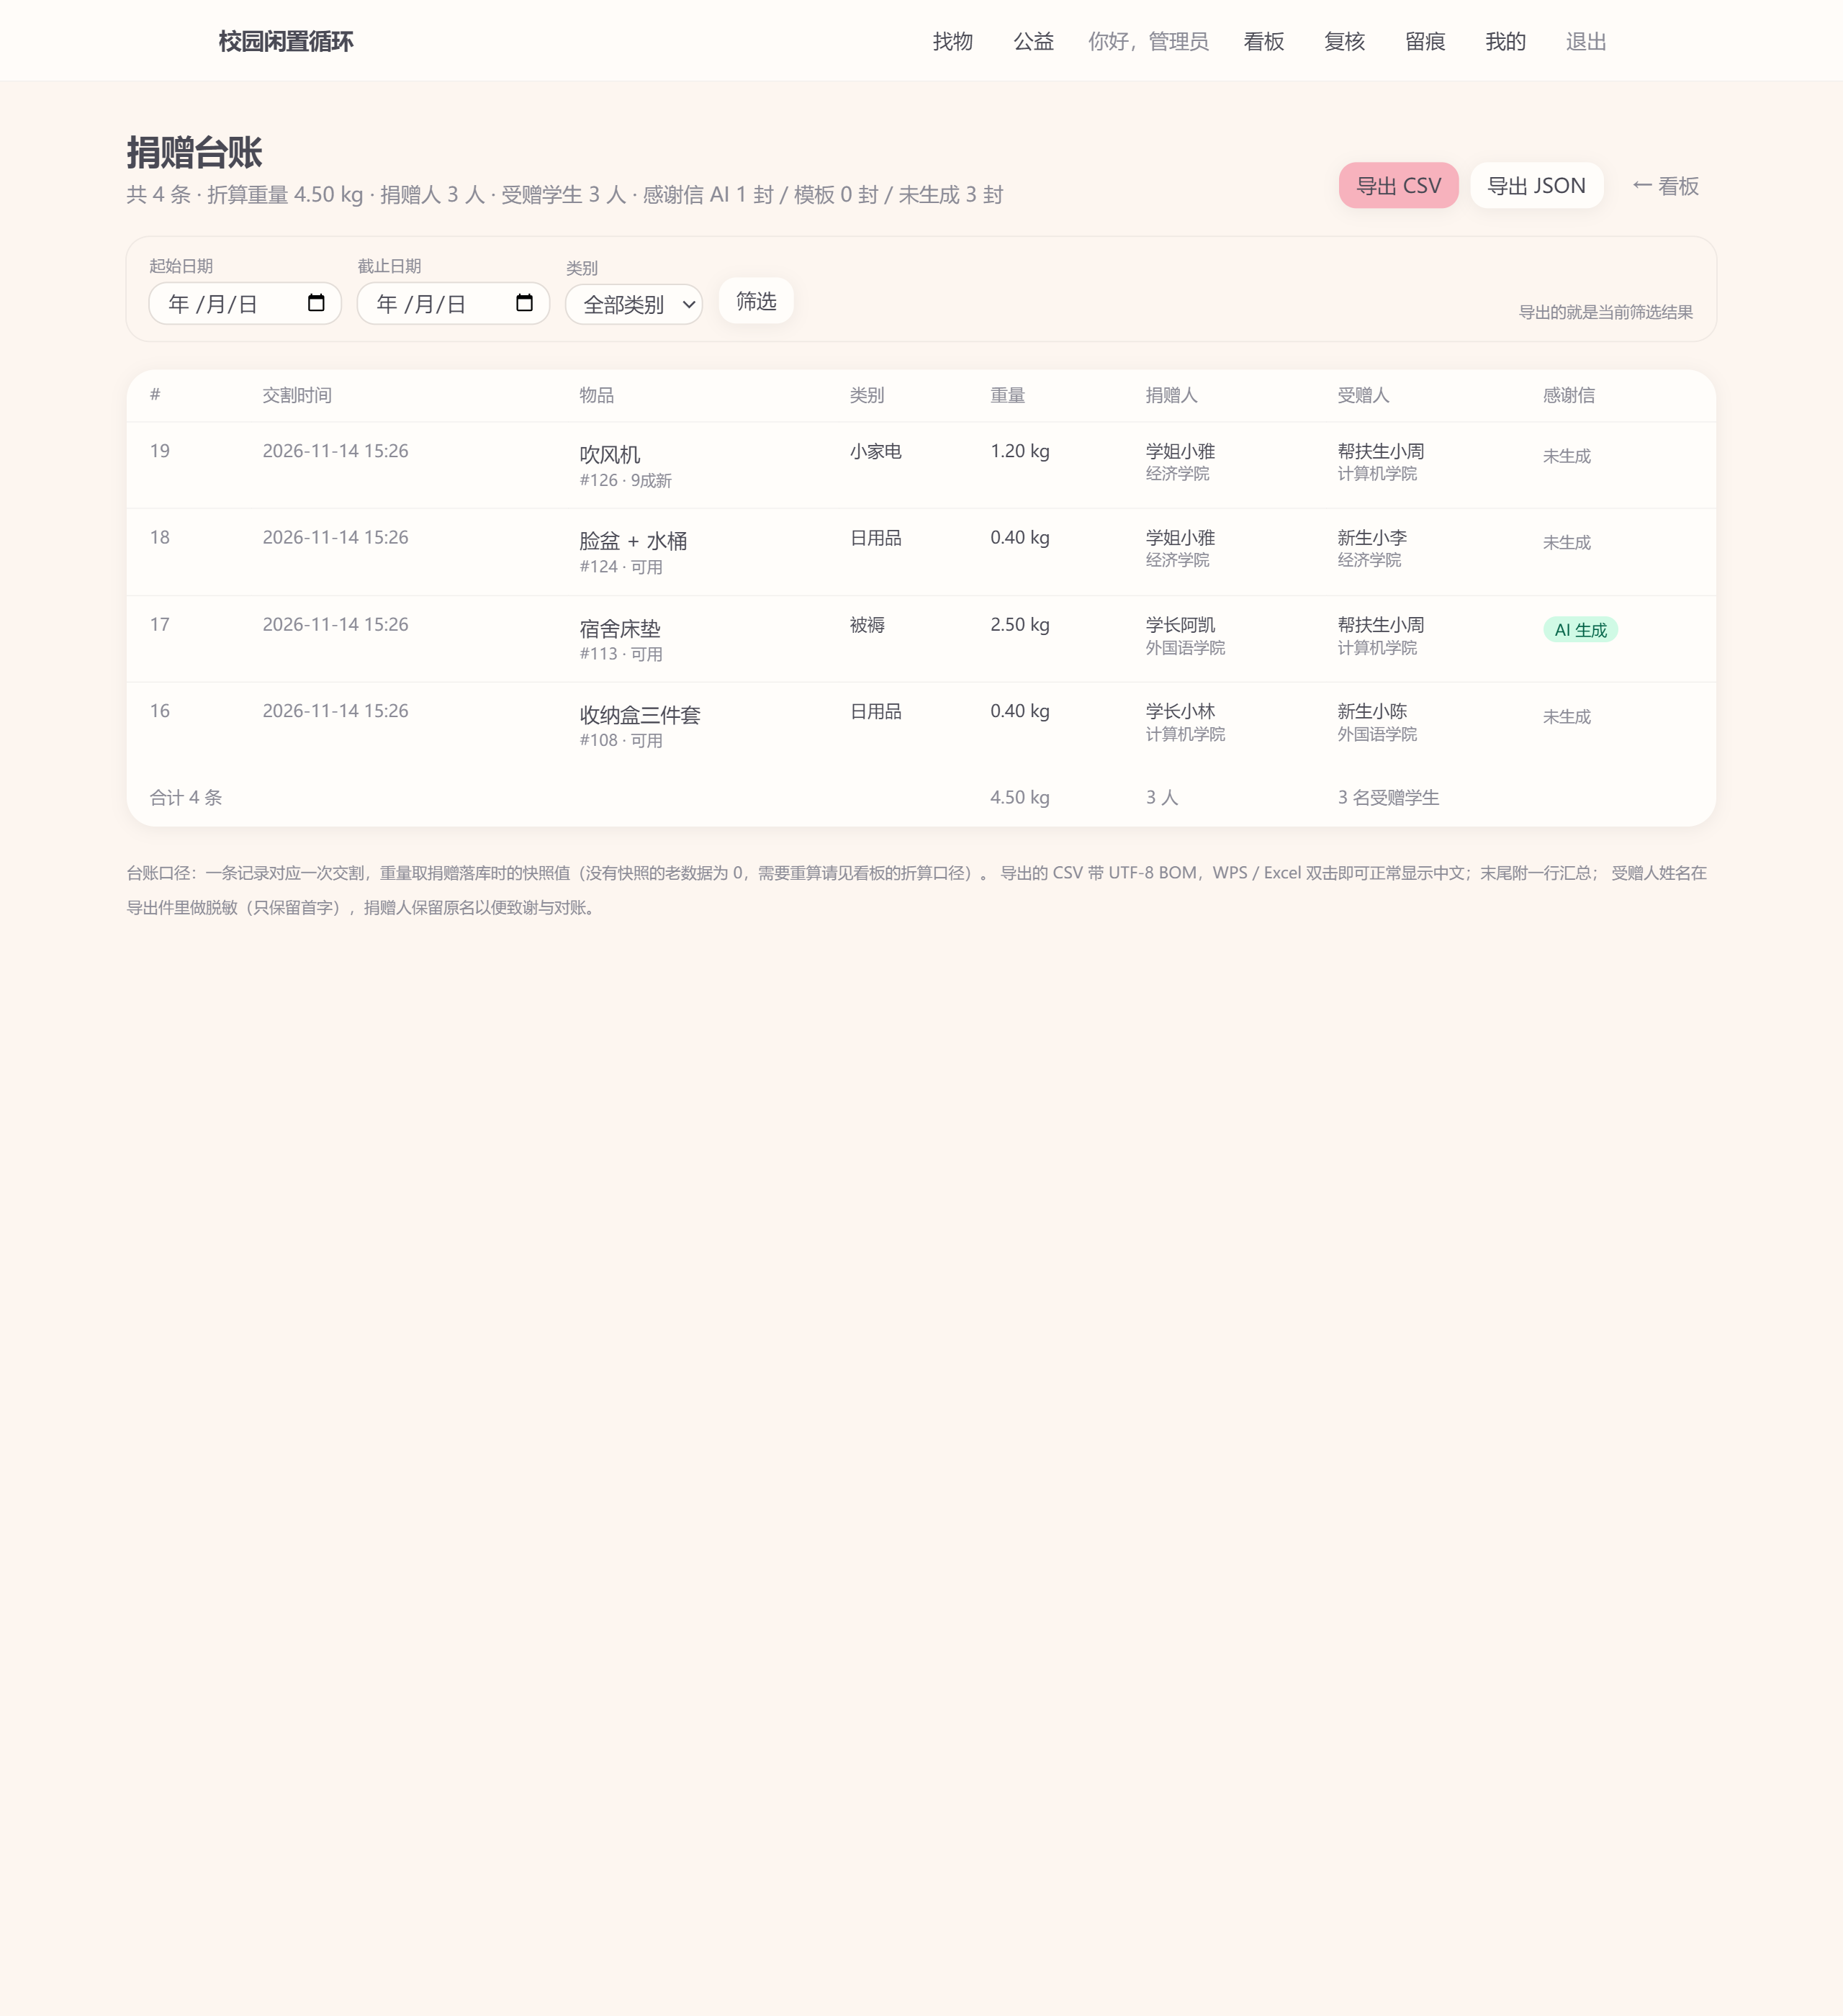 校园闲置循环
找物 公益 你好，管理员 看板 复核 留痕 我的 退出
捐赠台账
共 4 条 · 折算重量 4.50 kg · 捐赠人 3 人 · 受赠学生 3 人 · 感谢信 AI 1 封 / 模板 0 封 / 未生成 3 封
导出 CSV 导出 JSON ← 看板
起始日期 截止日期 类别
年 /月/日 年 /月/日 全部类别 筛选
导出的就是当前筛选结果
# 交割时间 物品 类别 重量 捐赠人 受赠人 感谢信
19 2026-11-14 15:26 吹风机 小家电 1.20 kg 学姐小雅 帮扶生小周 未生成
#126 · 9成新 经济学院 计算机学院
18 2026-11-14 15:26 脸盆 + 水桶 日用品 0.40 kg 学姐小雅 新生小李 未生成
#124 · 可用 经济学院 经济学院
17 2026-11-14 15:26 宿舍床垫 被褥 2.50 kg 学长阿凯 帮扶生小周 AI 生成
#113 · 可用 外国语学院 计算机学院
16 2026-11-14 15:26 收纳盒三件套 日用品 0.40 kg 学长小林 新生小陈 未生成
#108 · 可用 计算机学院 外国语学院
合计 4 条 4.50 kg 3 人 3 名受赠学生
台账口径：一条记录对应一次交割，重量取捐赠落库时的快照值（没有快照的老数据为 0，需要重算请见看板的折算口径）。 导出的 CSV 带 UTF-8 BOM，WPS / Excel 双击即可正常显示中文；末尾附一行汇总； 受赠人姓名在
导出件里做脱敏（只保留首字），捐赠人保留原名以便致谢与对账。